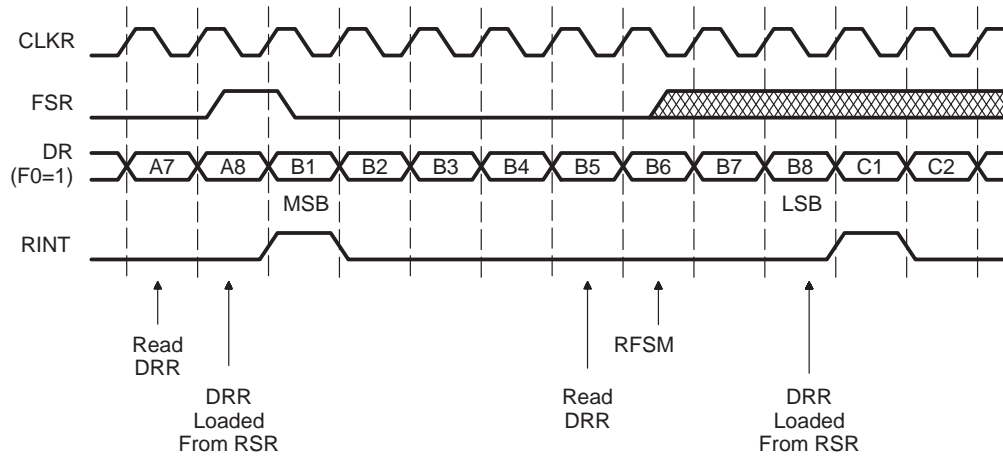 CLKR
FSR
DR
(F0=1)
A7 A8 B1 B2 B3 B4 B5 B6 B7 B8 C1 C2
MSB LSB
RINT
Read
DRR
DRR
Loaded
From RSR
Read
DRR
RFSM
DRR
Loaded
From RSR